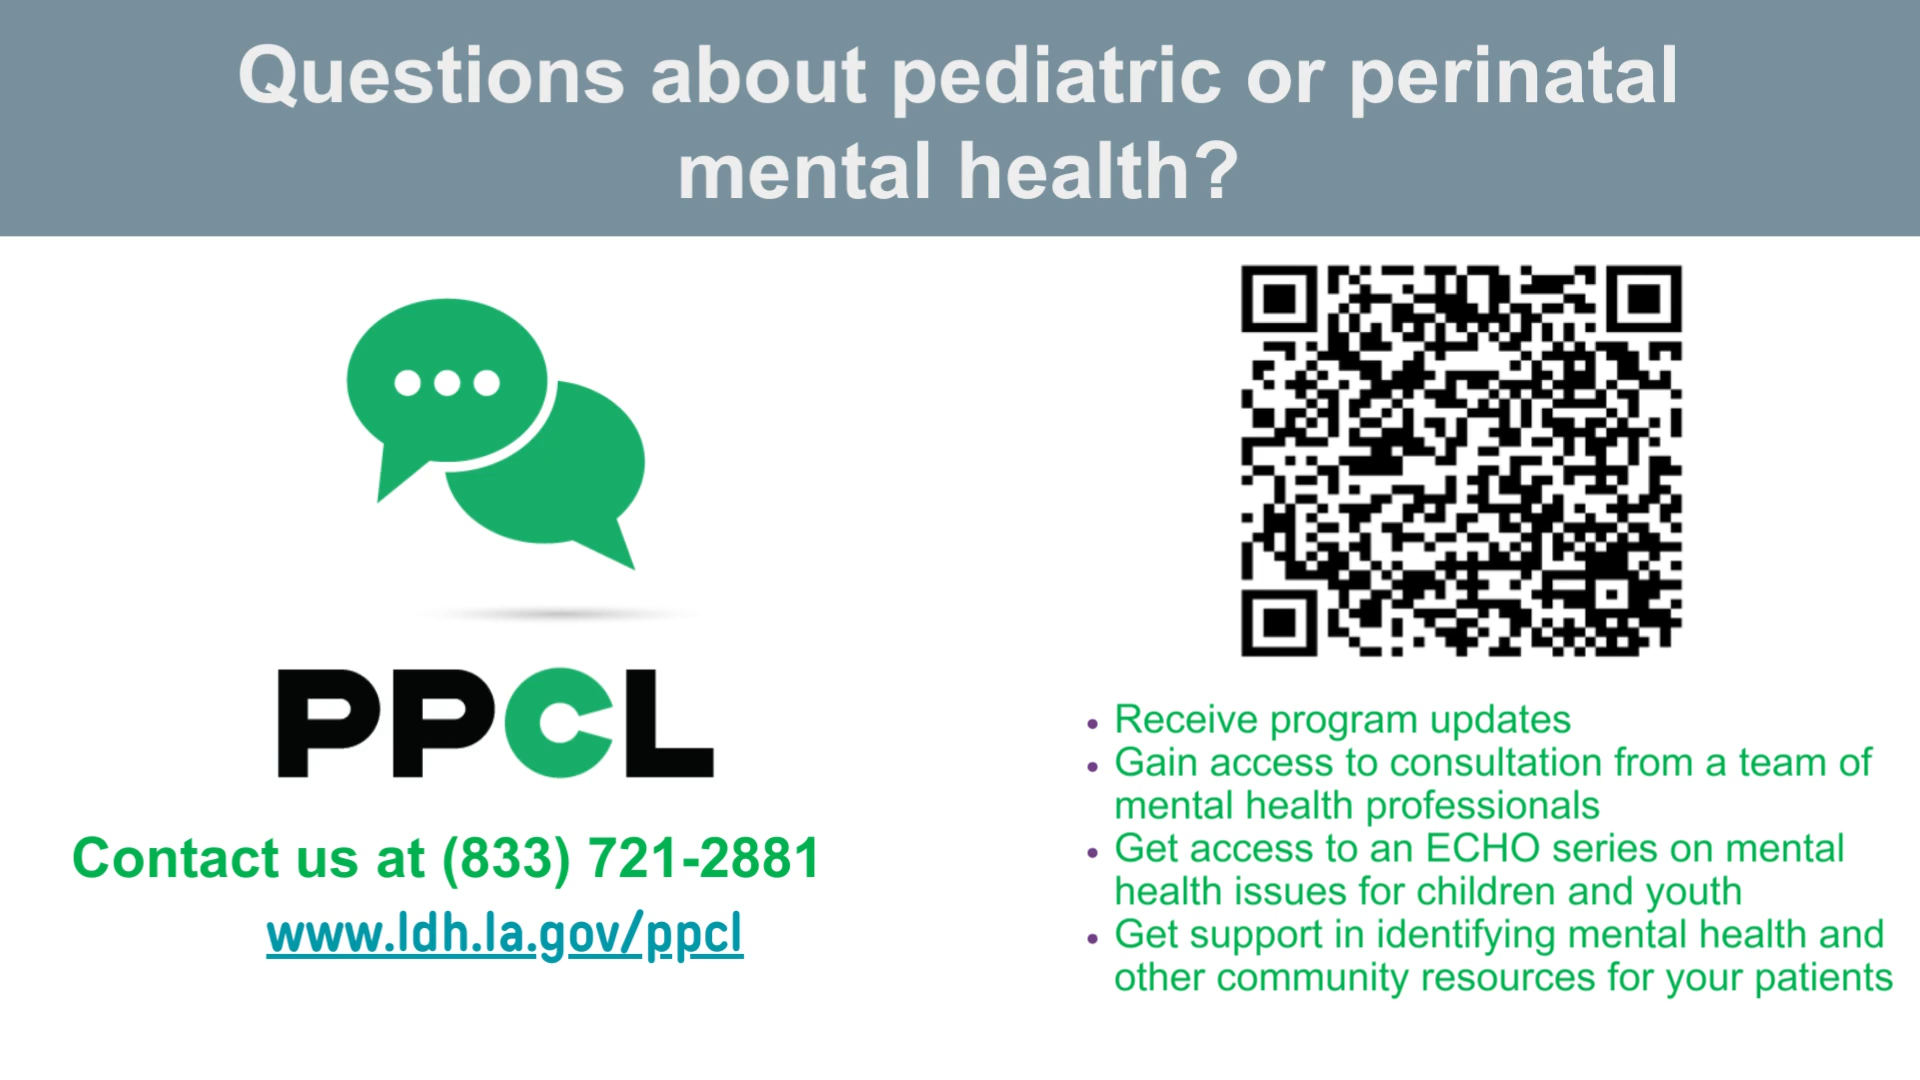 Questions about pediatric or perinatal
mental health?
PPCL
Contact us at (833) 721-2881
www.ldh.la.gov/ppcl
• Receive program updates
• Gain access to consultation from a team of
mental health professionals
• Get access to an ECHO series on mental
health issues for children and youth
• Get support in identifying mental health and
other community resources for your patients